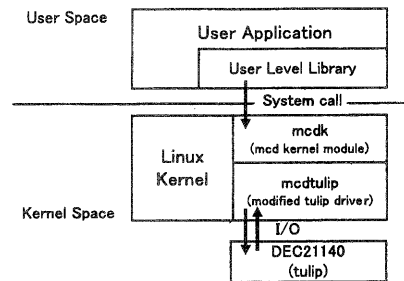 User Space
User Application
User Level Library
System call
Linux
Kernel
mcdk
(mcd kernel module)
mcdtulip
(modified tulip driver)
Kernel Space
I/O
DEC21140
(tulip)